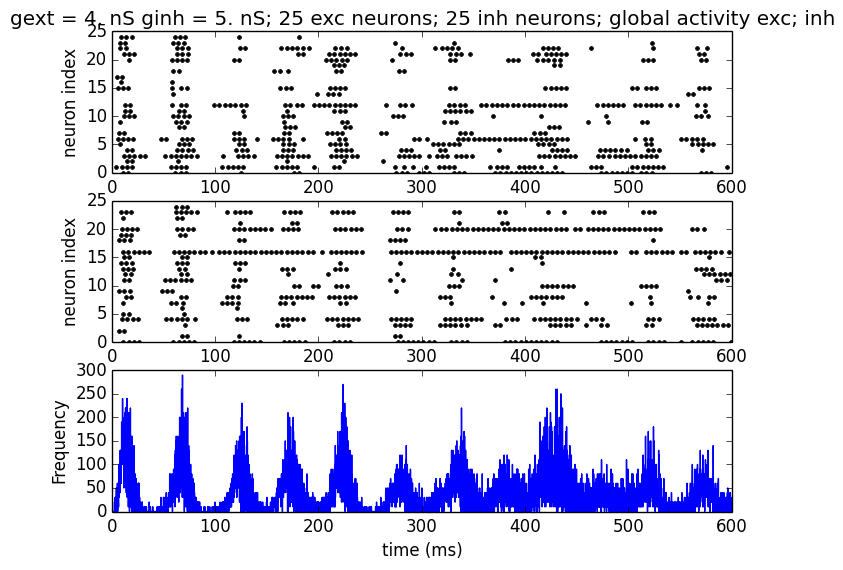 gext = 4. nS ginh = 5. nS; 25 exc neurons; 25 inh neurons; global activity exc; inh
25
20
15
10
5
0
neuron index
0 100 200 300 400 500 600
25
20
15
10
5
0
neuron index
0 100 200 300 400 500 600
300
250
200
150
100
50
0
Frequency
0 100 200 300 400 500 600
time (ms)